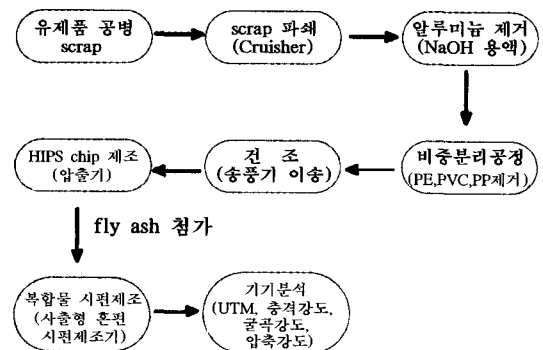 유제품 공병
scrap
scrap 파쇄
(Cruisher)
알루미늄 제거
(NaOH 용액)
비중분리공정
(PE,PVC,PP제거)
건 조
(송풍기 이송)
HIPS chip 제조
(압출기)
fly ash 첨가
복합물 시편제조
(사출형 혼편
시편제조기)
기기분석
(UTM, 충격강도,
굴곡강도,
압축강도)